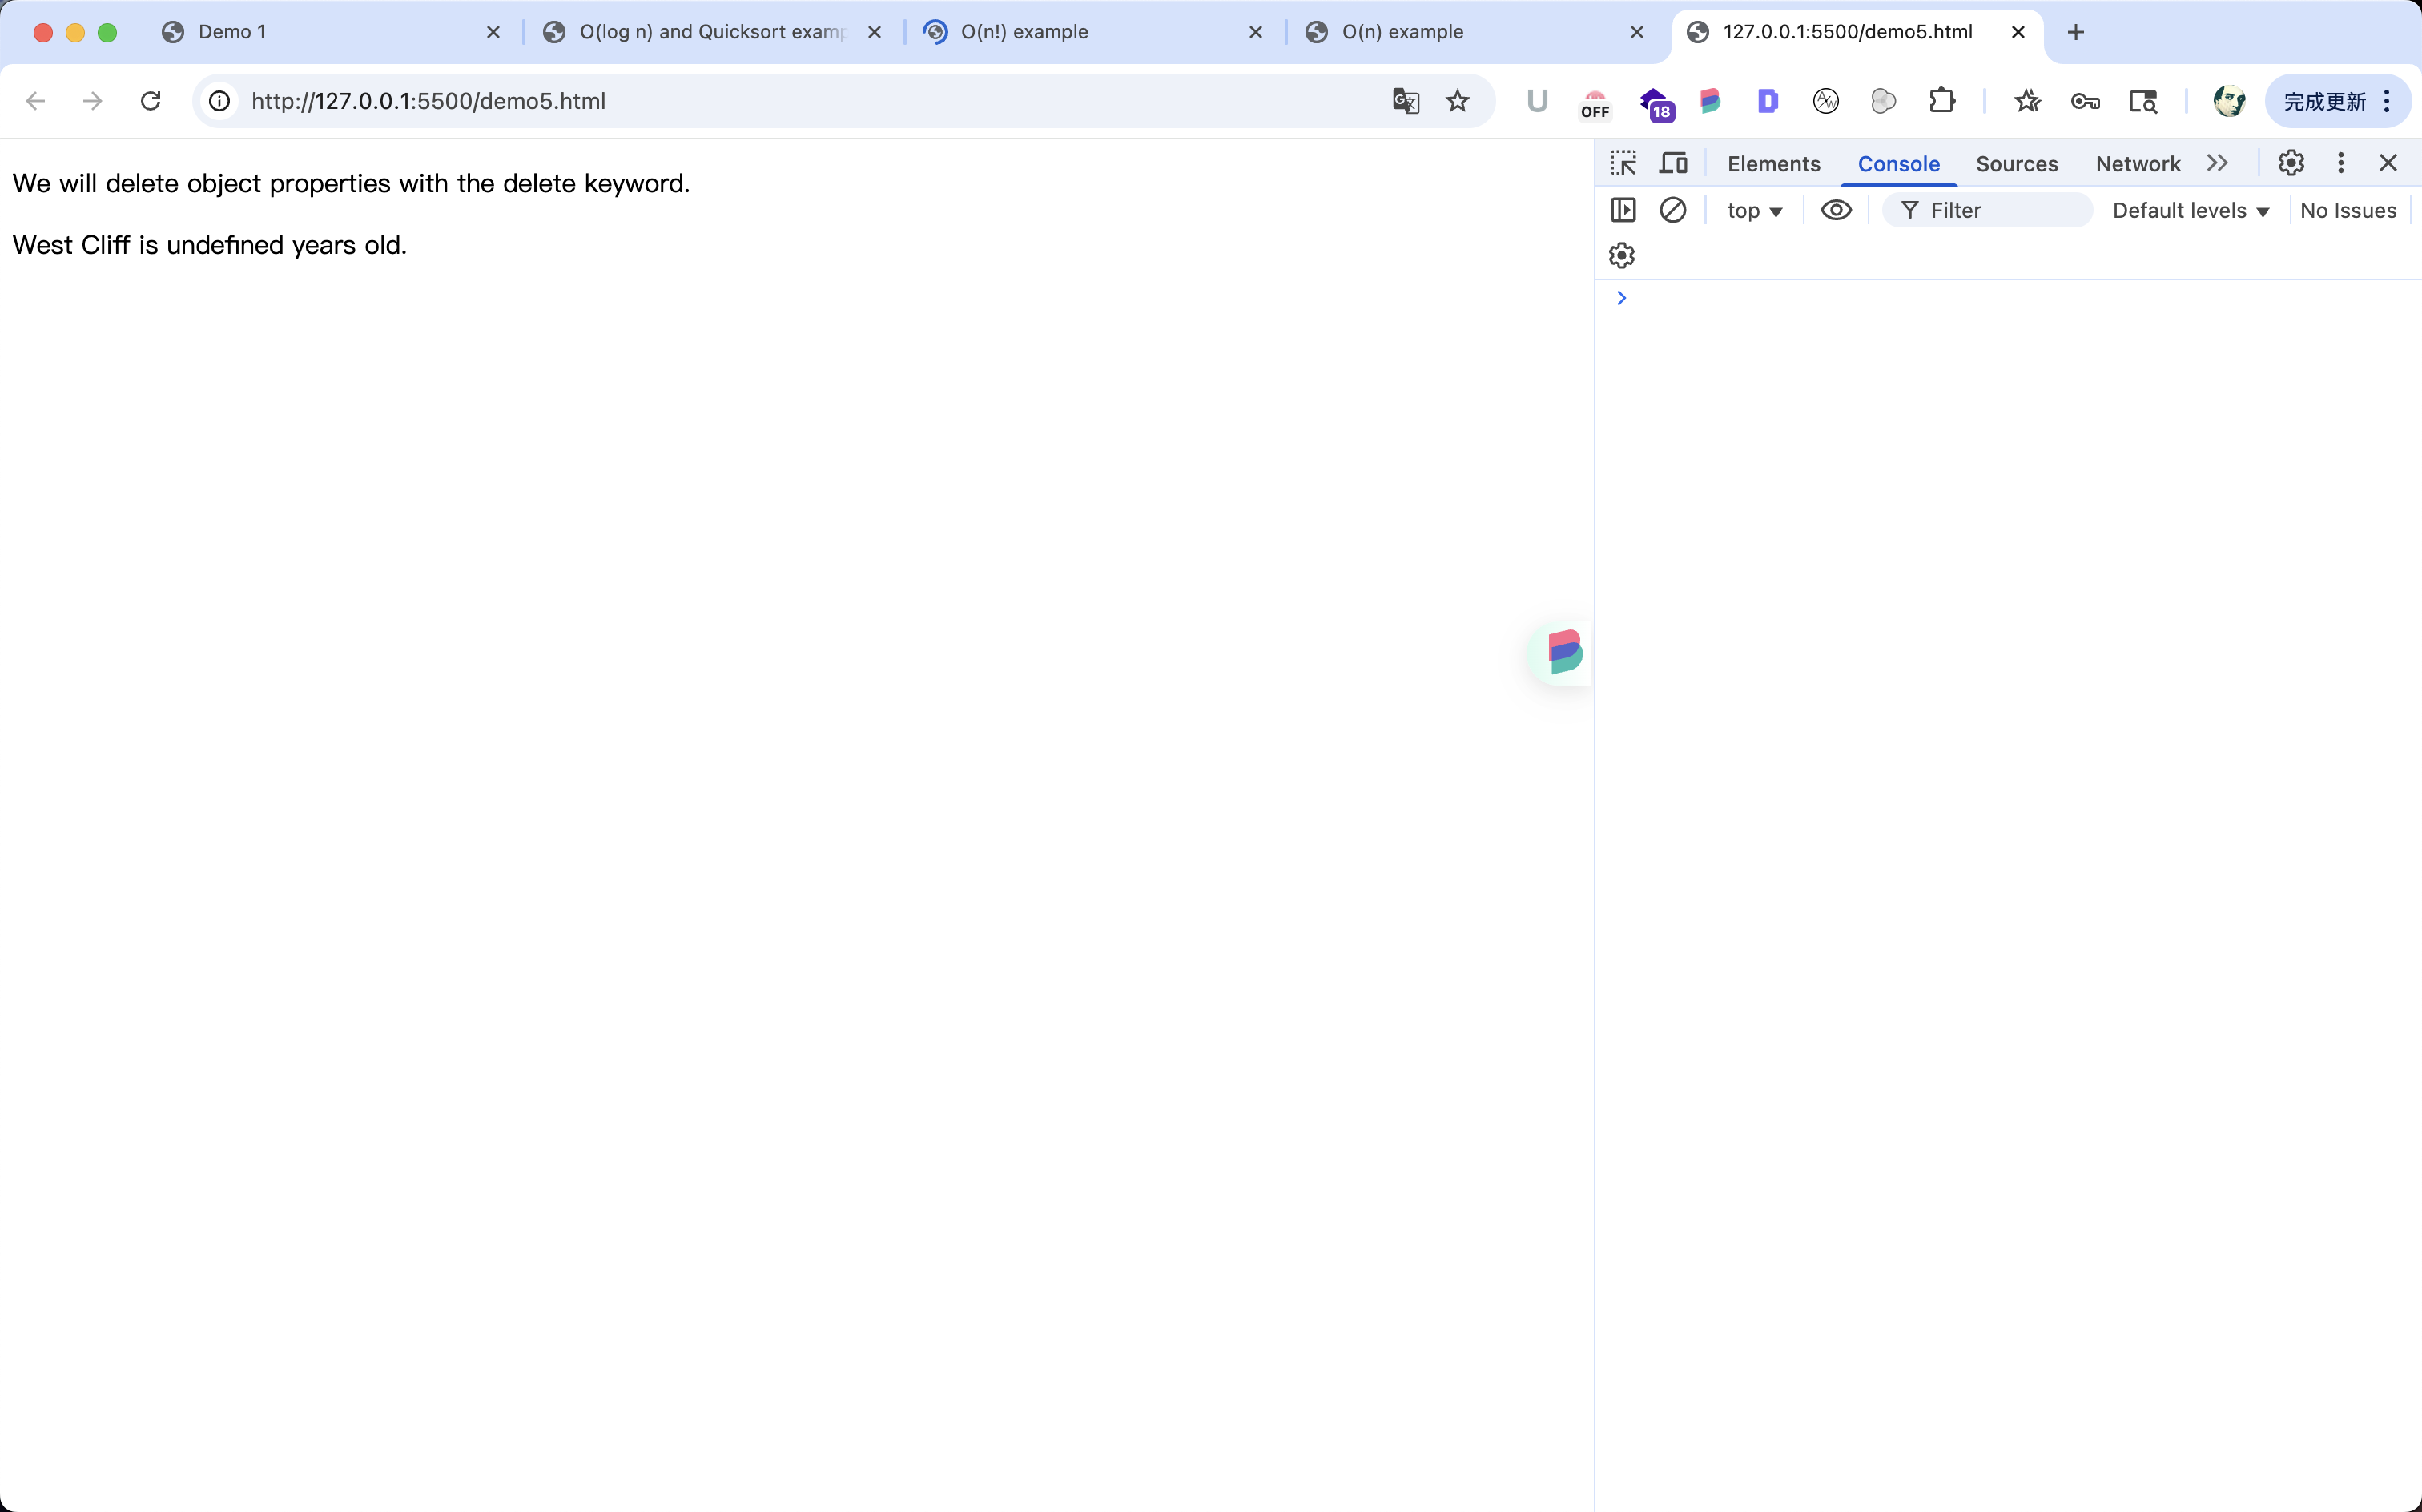 Demo 1
O(log n) and Quicksort examp
O(n!) example
O(n) example
127.0.0.1:5500/demo5.html
http://127.0.0.1:5500/demo5.html
U
OFF
18
完成更新
We will delete object properties with the delete keyword.
West Cliff is undefined years old.
Elements
Console
Sources
Network
top
Filter
Default levels
No Issues